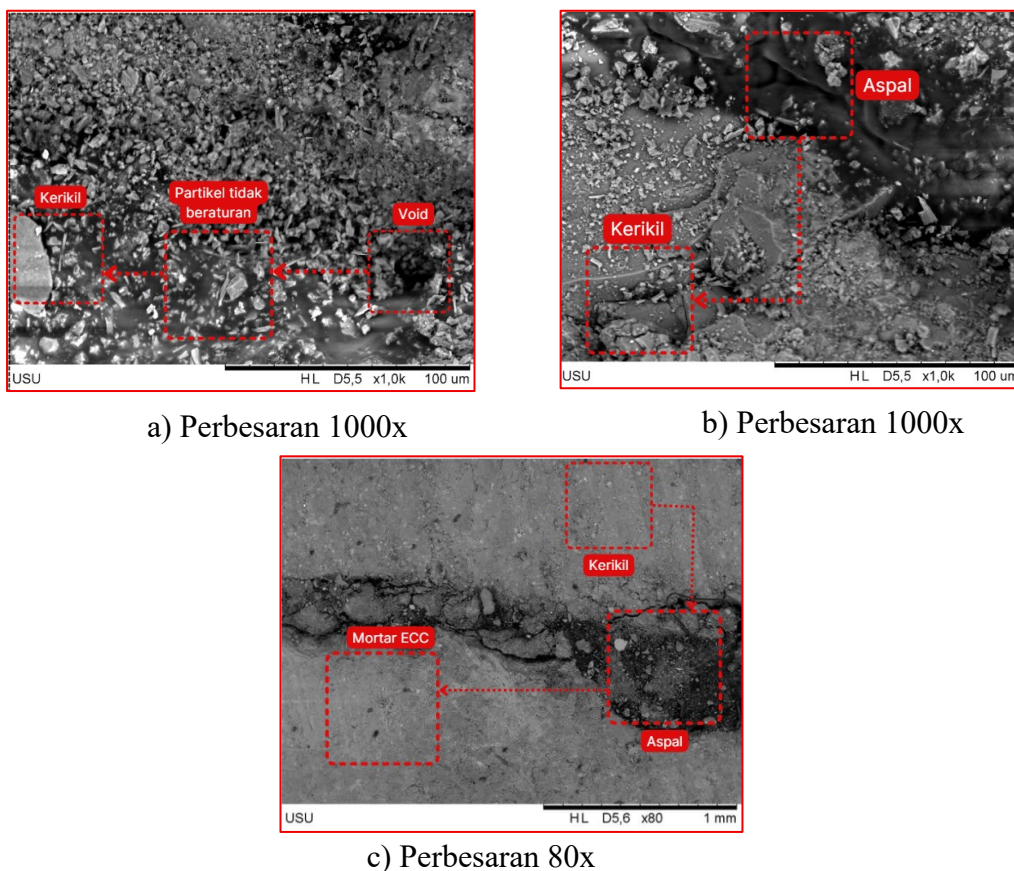 Kerikil
Partikel tidak
beraturan
Void
USU
HL D5,5 x1,0k 100 um
a) Perbesaran 1000x
Aspal
Kerikil
USU
HL D5,5 x1,0k 100 um
b) Perbesaran 1000x
Kerikil
Mortar ECC
Aspal
USU
HL D5,6 x80 1 mm
c) Perbesaran 80x